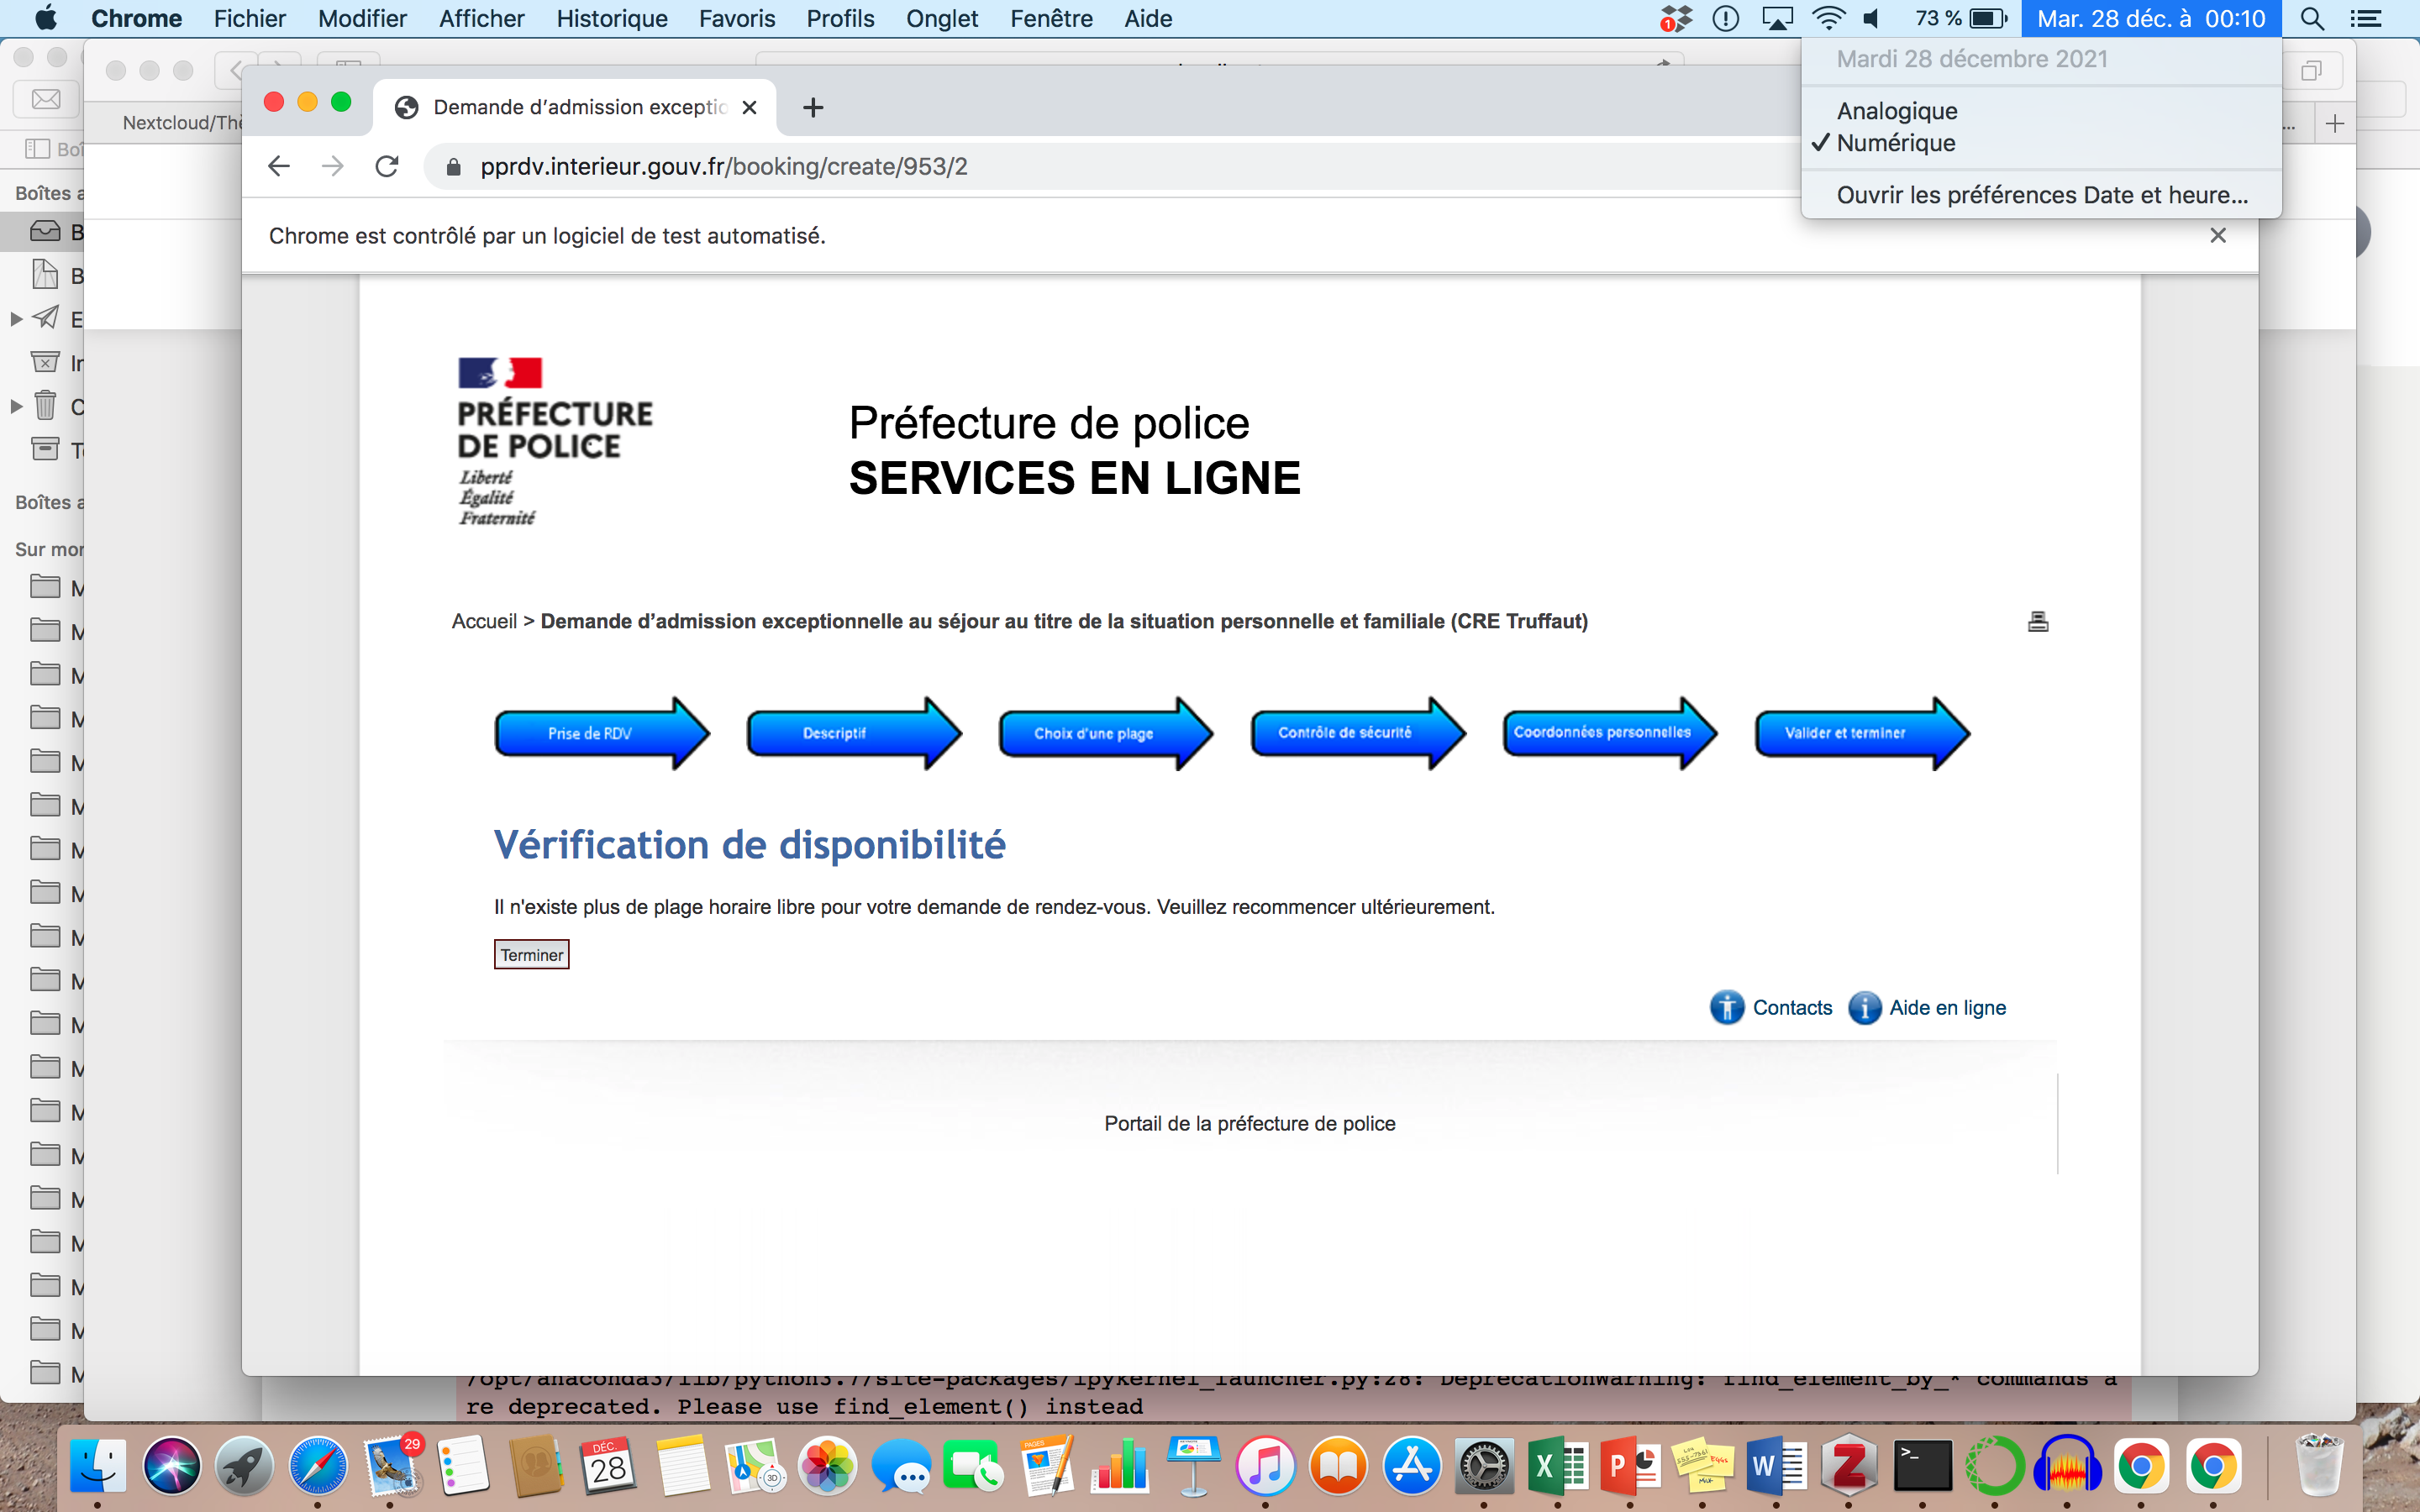 Chrome Fichier Modifier Afficher Historique Favoris Profils Onglet Fenêtre Aide
1 73 % Mar. 28 déc. à 00:10
Mardi 28 décembre 2021
Analogique
✓ Numérique
Ouvrir les préférences Date et heure...
Demande d'admission exceptio
Nextcloud/Th
pprdv.interieur.gouv.fr/booking/create/953/2
Chrome est contrôlé par un logiciel de test automatisé.
Boîtes a
Boîtes a
Sur mor
PRÉFECTURE
DE POLICE
Liberté
Égalité
Fraternité
Préfecture de police
SERVICES EN LIGNE
Accueil > Demande d'admission exceptionnelle au séjour au titre de la situation personnelle et familiale (CRE Truffaut)
Prise de RDV
Descriptif
Choix d'une plage
Contrôle de sécurité
Coordonnées personnelles
Valider et terminer
Vérification de disponibilité
Il n'existe plus de plage horaire libre pour votre demande de rendez-vous. Veuillez recommencer ultérieurement.
Terminer
Contacts
Aide en ligne
Portail de la préfecture de police
/opt/anaconda3/lib/python3.7/site-packages/ipykernel_launcher.py:28: DeprecationWarning: find_element_by_* commands a
re deprecated. Please use find_element() instead
29
DÉC.
28
3D
PAGES